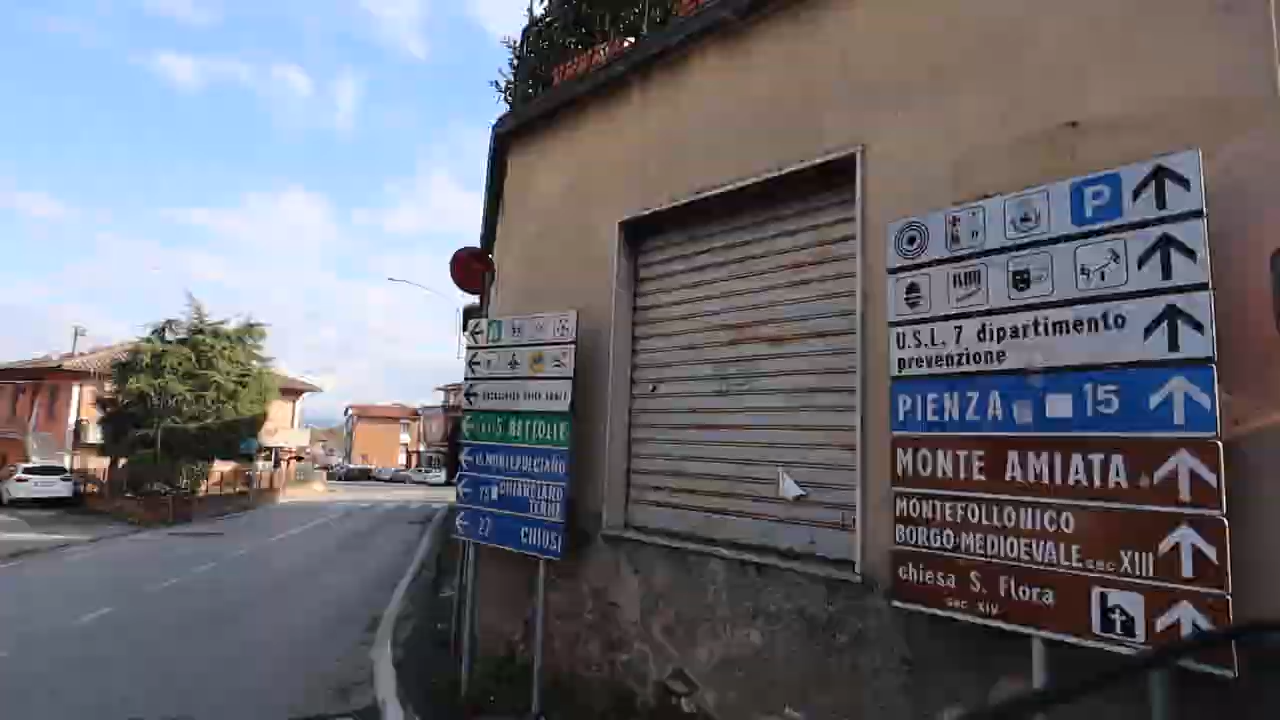 BETTOLLE
MONTEPULCIANO
CHIANCIANO
TERME
22 CHIUSI
P
U.S.L. 7 dipartimento
prevenzione
PIENZA 15
MONTE AMIATA
MONTEFOLLONICO
BORGO MEDIOEVALE sec XIII
chiesa S. Flora
Sec XIV